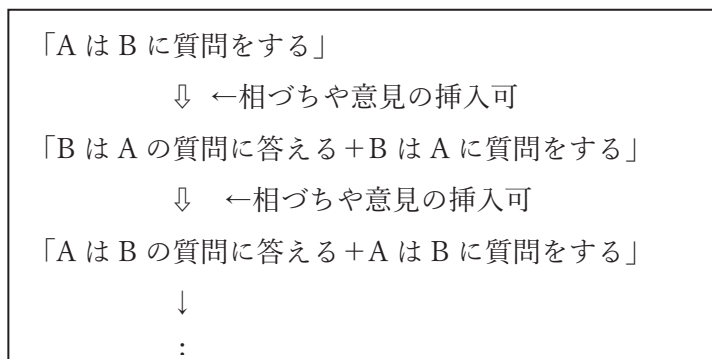 「A は B に質問をする」
⇩ ←相づちや意見の挿入可
「B は A の質問に答える＋B は A に質問をする」
⇩ ←相づちや意見の挿入可
「A は B の質問に答える＋A は B に質問をする」
↓
：